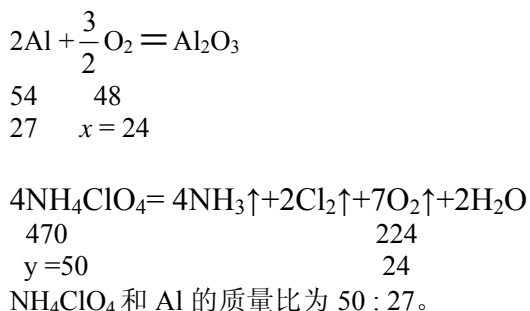 2Al + 3/2 O₂ = Al₂O₃
54 48
27 x = 24
4NH₄ClO₄= 4NH₃↑+2Cl₂↑+7O₂↑+2H₂O
470 224
y =50 24
NH₄ClO₄ 和 Al 的质量比为 50 : 27。